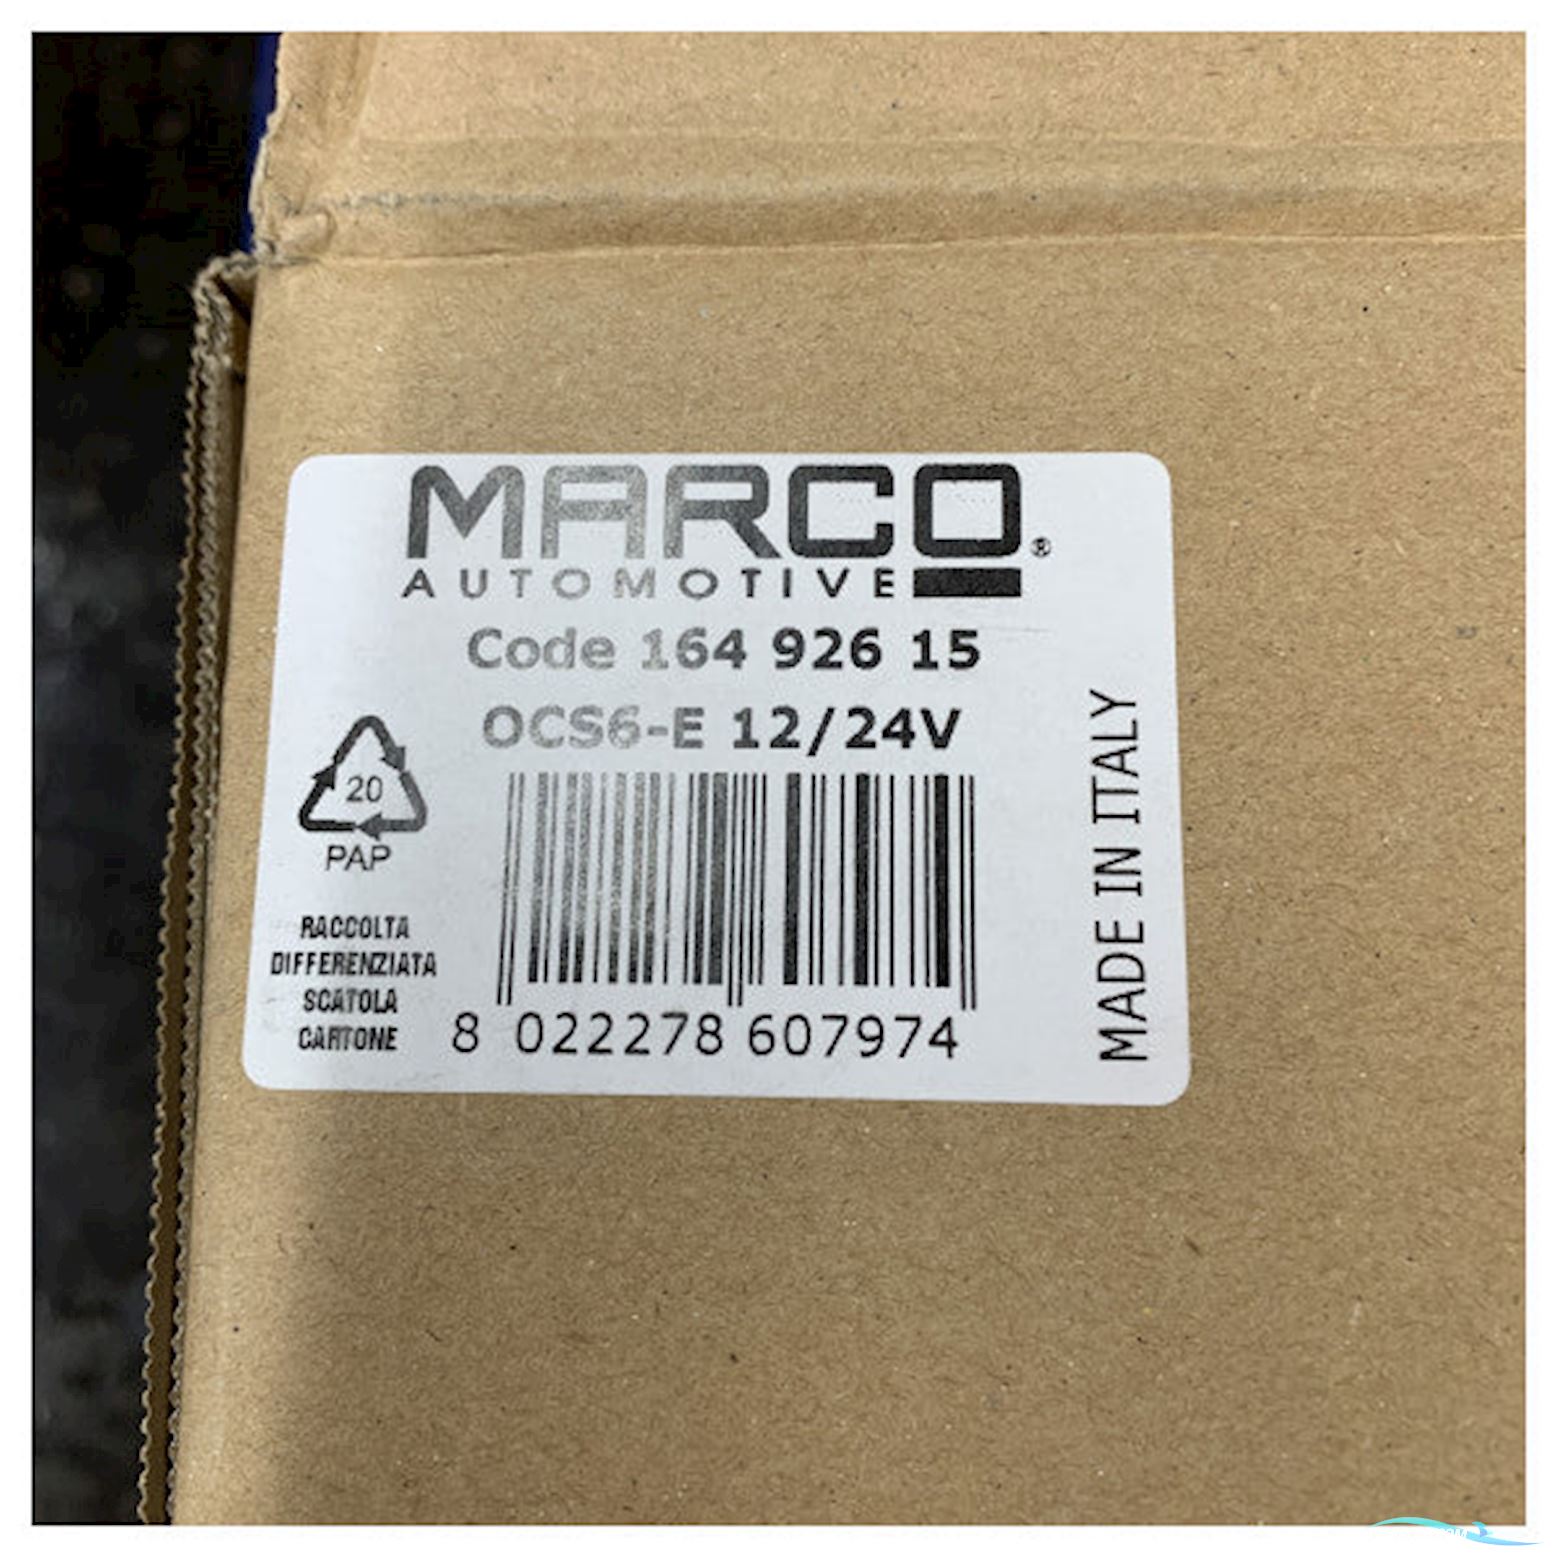 MARCO®
AUTOMOTIVE
Code 164 926 15
OCS6-E 12/24V
20
PAP
RACCOLTA
DIFFERENZIATA
SCATOLA
CARTONE
8 022278 607974
MADE IN ITALY